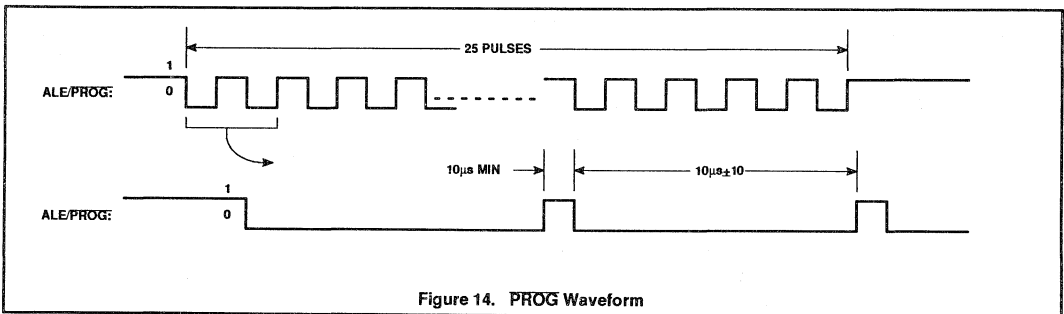 25 PULSES
1
ALE/PROG:
0
10µs MIN
10µs±10
1
ALE/PROG:
0
Figure 14. PROG Waveform